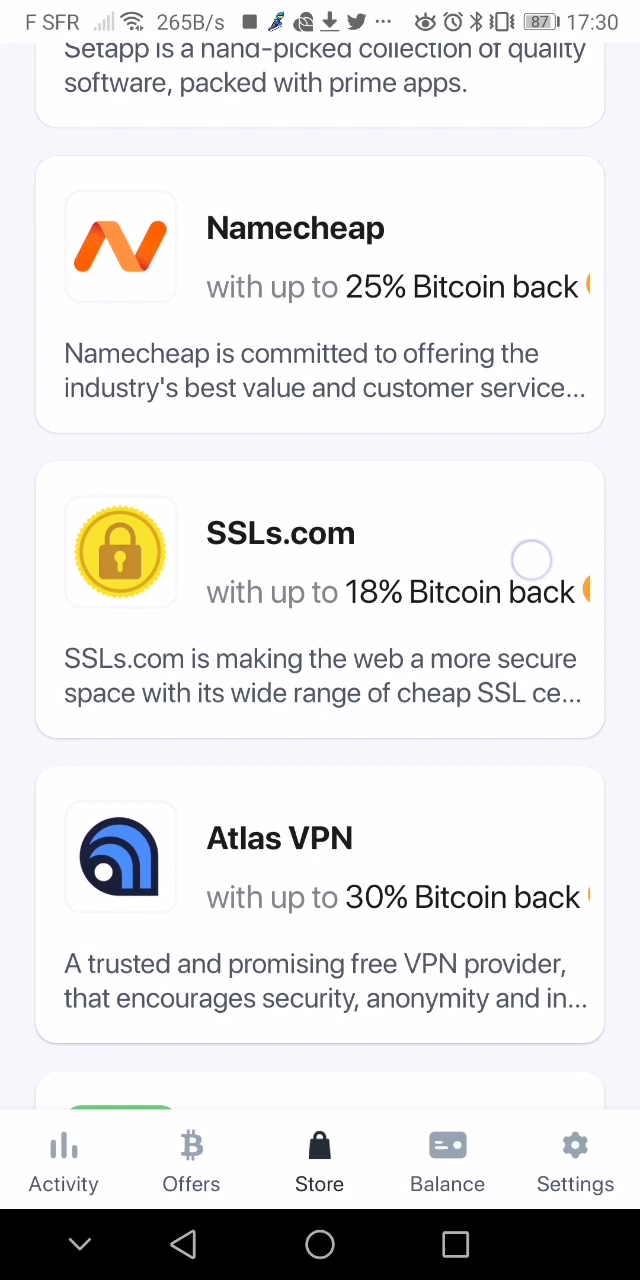 F SFR 265B/s 87 17:30
Setapp is a hand-picked collection of quality
software, packed with prime apps.
Namecheap
with up to 25% Bitcoin back
Namecheap is committed to offering the
industry's best value and customer service...
SSLs.com
with up to 18% Bitcoin back
SSLs.com is making the web a more secure
space with its wide range of cheap SSL ce...
Atlas VPN
with up to 30% Bitcoin back
A trusted and promising free VPN provider,
that encourages security, anonymity and in...
Activity Offers Store Balance Settings